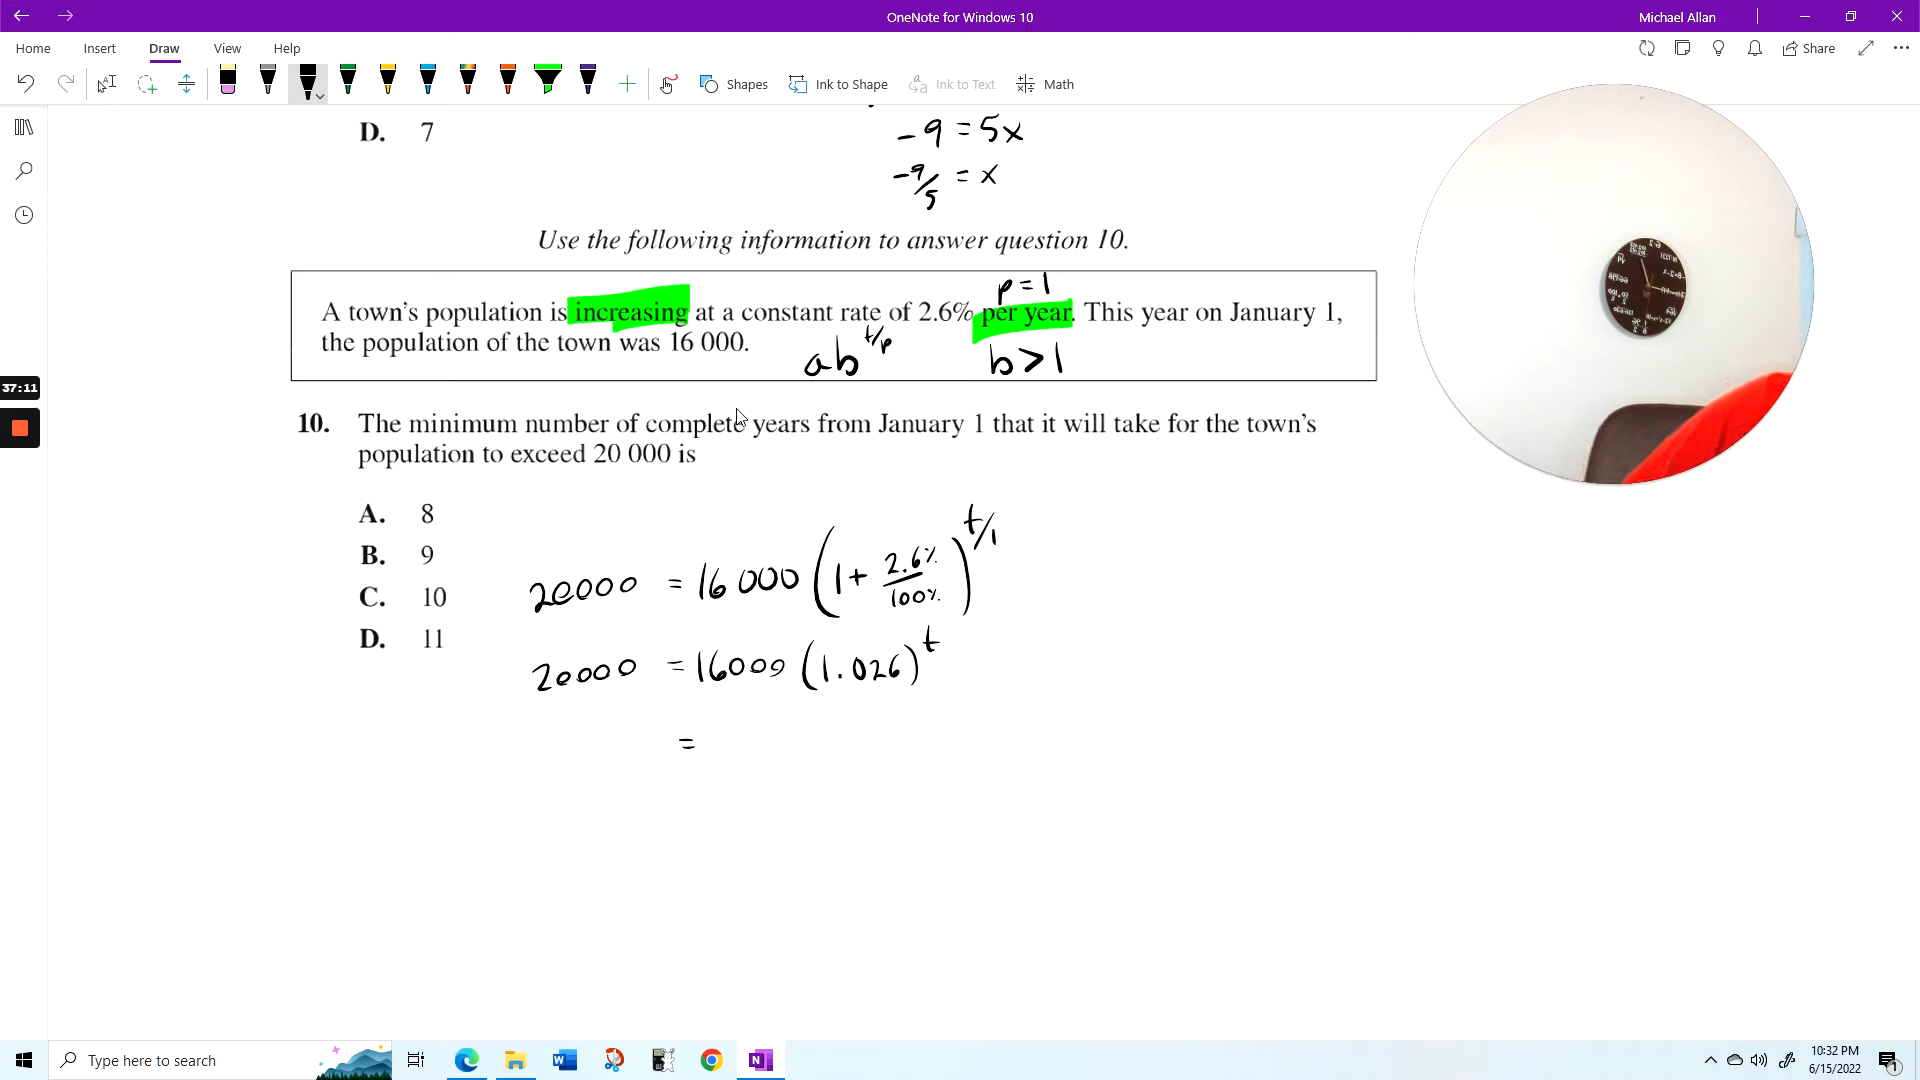 OneNote for Windows 10
Michael Allan
Home Insert Draw View Help
Share
Shapes Ink to Shape Ink to Text Math
D. 7
-9 = 5x
-9/5 = x
Use the following information to answer question 10.
p = 1
A town's population is increasing at a constant rate of 2.6% per year. This year on January 1,
the population of the town was 16 000.
ab^t/p b > 1
37:11
10. The minimum number of complete years from January 1 that it will take for the town's
population to exceed 20 000 is
A. 8
B. 9
C. 10
D. 11
20000 = 16 000 (1 + 2.6%/100%)^t/1
20000 = 16000 (1.026)^t
=
Type here to search
10:32 PM
6/15/2022
1